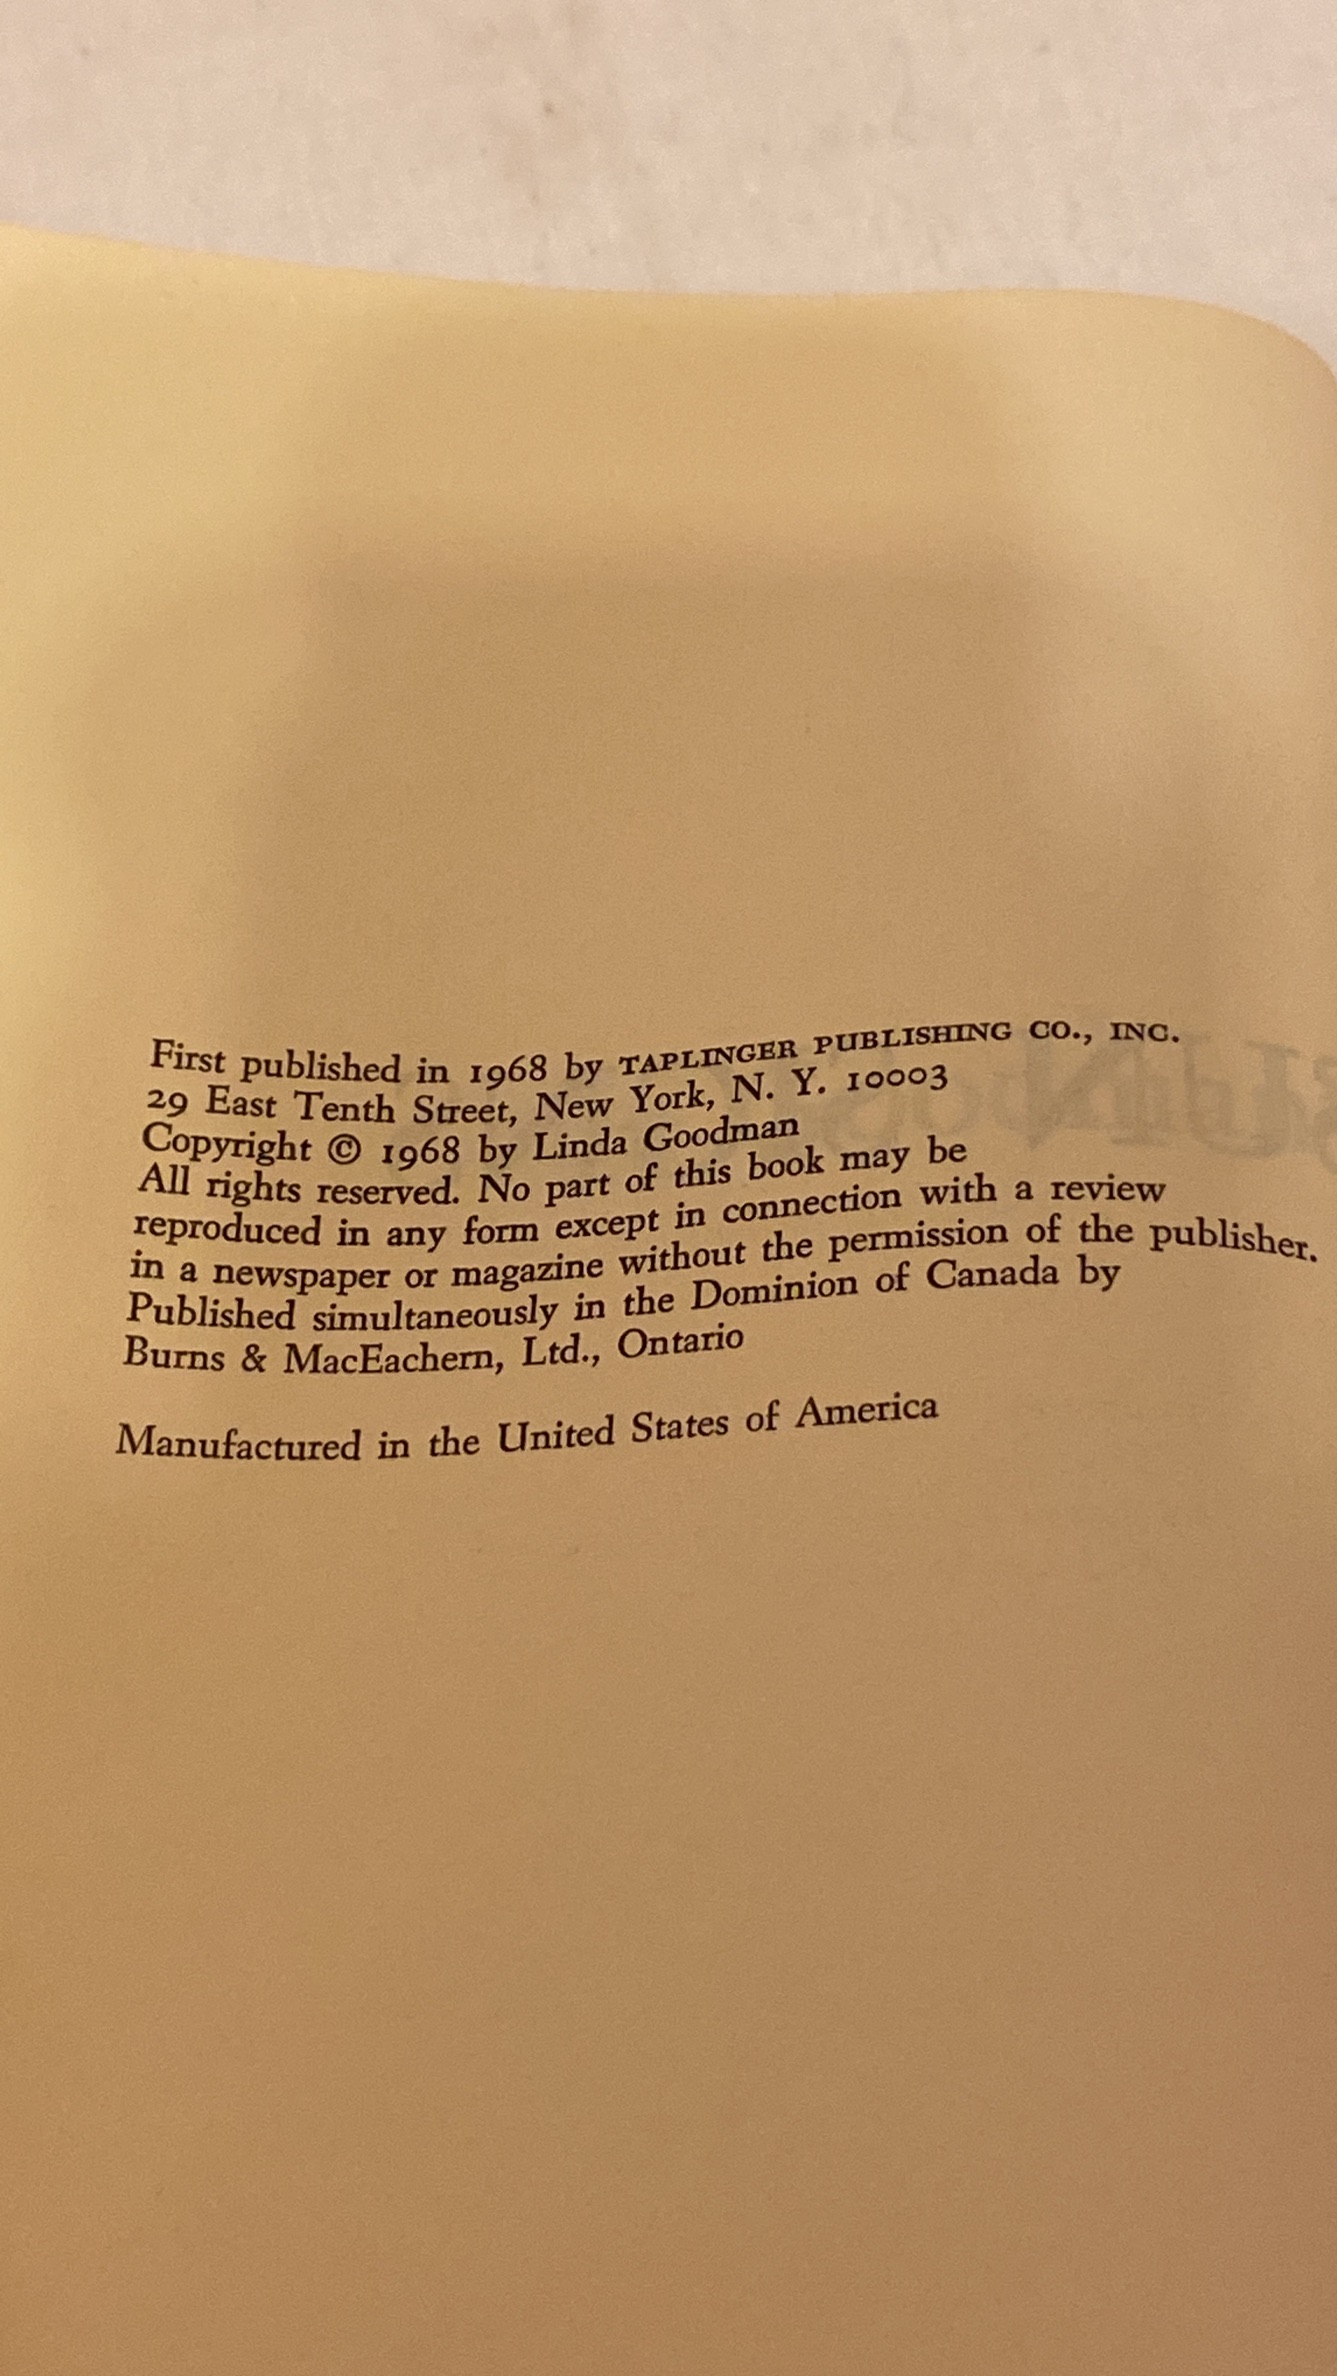 First published in 1968 by TAPLINGER PUBLISHING CO., INC.
29 East Tenth Street, New York, N. Y. 10003
Copyright © 1968 by Linda Goodman
All rights reserved. No part of this book may be
reproduced in any form except in connection with a review
in a newspaper or magazine without the permission of the publisher.
Published simultaneously in the Dominion of Canada by
Burns & MacEachern, Ltd., Ontario
Manufactured in the United States of America